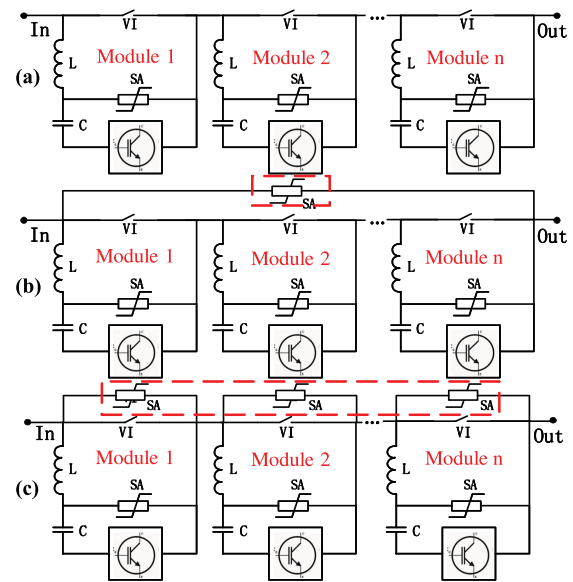 In VI VI ... VI Out
Module 1 Module 2 Module n
L SA L SA L SA
(a)
C C C
SA
In VI VI ... VI Out
Module 1 Module 2 Module n
L L L
(b) SA SA SA
C C C
SA SA SA
In VI VI ... VI Out
Module 1 Module 2 Module n
L L L
(c) SA SA SA
C C C